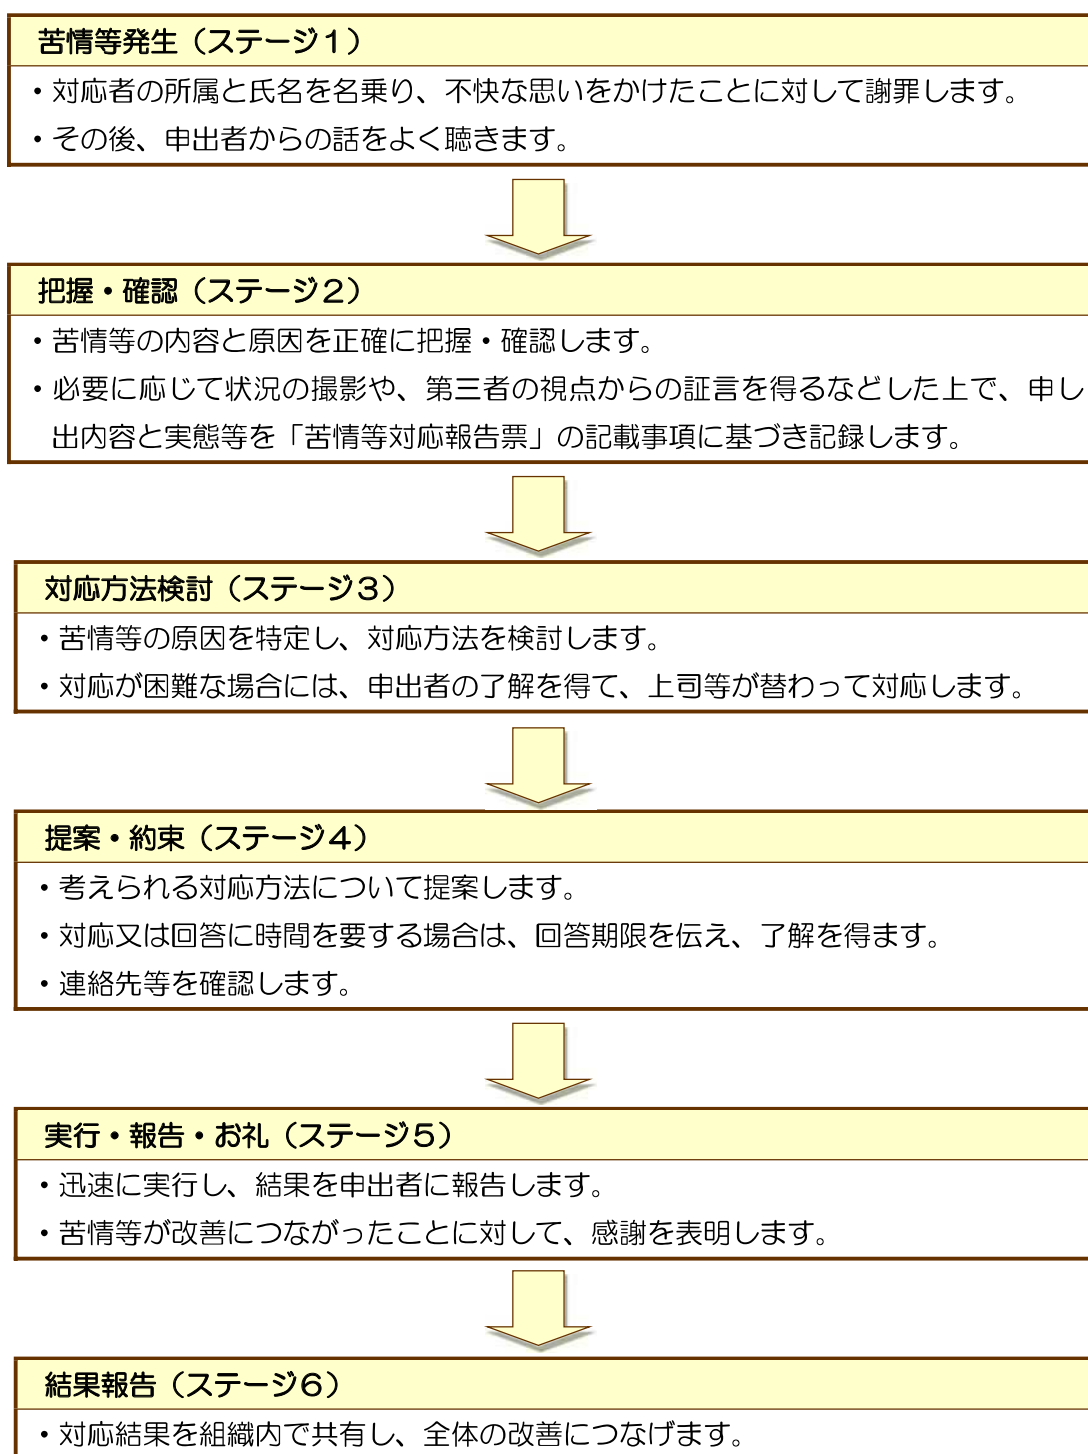 苦情等発生（ステージ１）
・対応者の所属と氏名を名乗り、不快な思いをかけたことに対して謝罪します。
・その後、申出者からの話をよく聴きます。
把握・確認（ステージ２）
・苦情等の内容と原因を正確に把握・確認します。
・必要に応じて状況の撮影や、第三者の視点からの証言を得るなどした上で、申し
出内容と実態等を「苦情等対応報告票」の記載事項に基づき記録します。
対応方法検討（ステージ３）
・苦情等の原因を特定し、対応方法を検討します。
・対応が困難な場合には、申出者の了解を得て、上司等が替わって対応します。
提案・約束（ステージ４）
・考えられる対応方法について提案します。
・対応又は回答に時間を要する場合は、回答期限を伝え、了解を得ます。
・連絡先等を確認します。
実行・報告・お礼（ステージ５）
・迅速に実行し、結果を申出者に報告します。
・苦情等が改善につながったことに対して、感謝を表明します。
結果報告（ステージ６）
・対応結果を組織内で共有し、全体の改善につなげます。